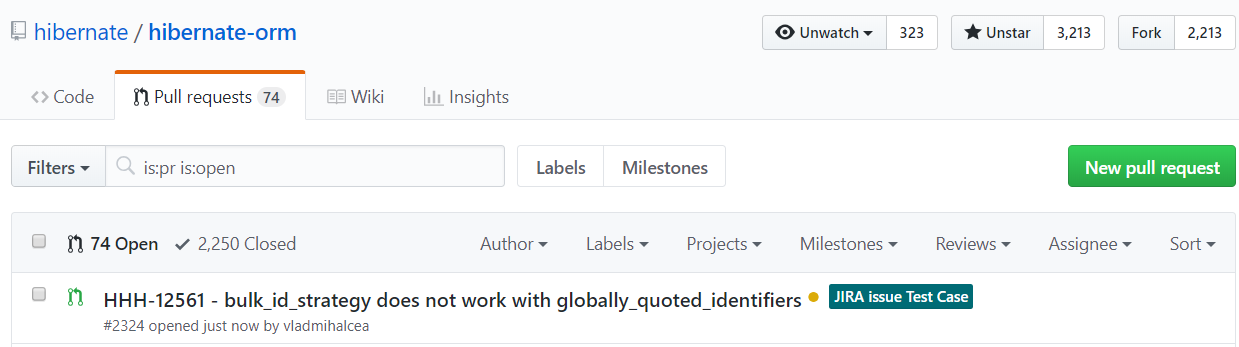 hibernate / hibernate-orm
Unwatch 323 Unstar 3,213 Fork 2,213
Code Pull requests 74 Wiki Insights
Filters is:pr is:open Labels Milestones New pull request
74 Open 2,250 Closed Author Labels Projects Milestones Reviews Assignee Sort
HHH-12561 - bulk_id_strategy does not work with globally_quoted_identifiers JIRA issue Test Case
#2324 opened just now by vladmihalcea